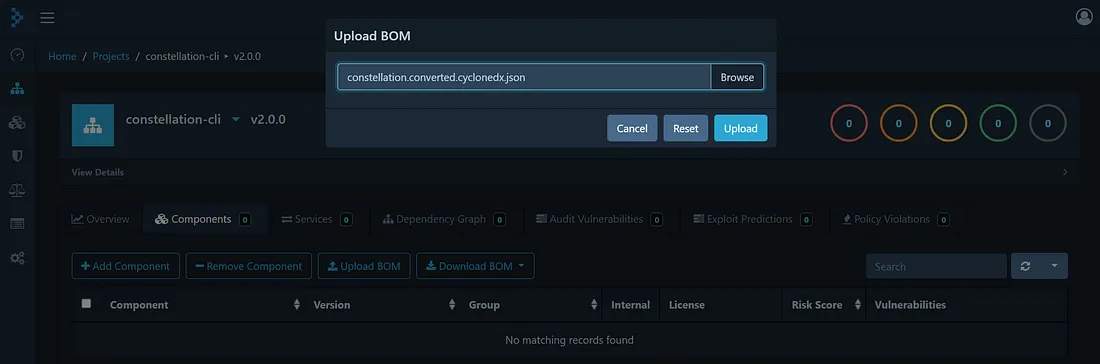 Upload BOM
constellation.converted.cyclonedx.json Browse
Cancel Reset Upload
Home / Projects / constellation-cli ‣ v2.0.0
constellation-cli v2.0.0
0 0 0 0 0
View Details
Overview Components 0 Services 0 Dependency Graph 0 Audit Vulnerabilities 0 Exploit Predictions 0 Policy Violations 0
Add Component Remove Component Upload BOM Download BOM Search
Component Version Group Internal License Risk Score Vulnerabilities
No matching records found